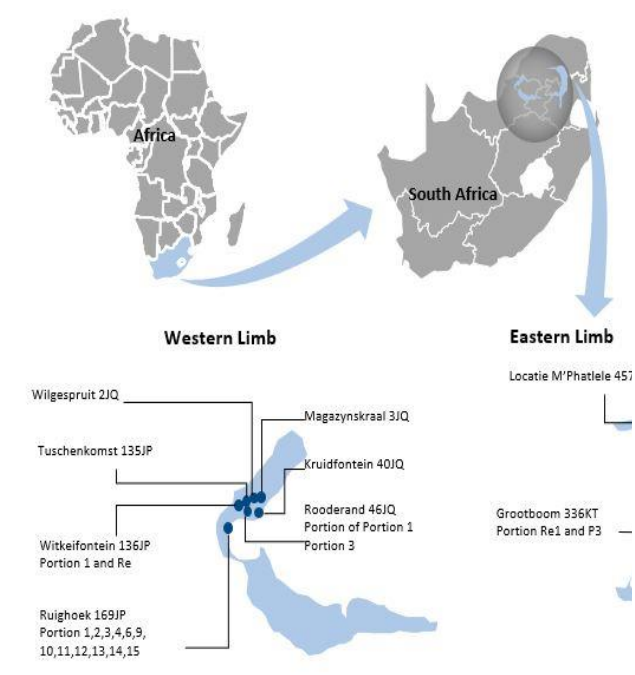 Africa
South Africa
Western Limb
Eastern Limb
Locatie M'Phatlele 457
Wilgespruit 2JQ
Magazynskraal 3JQ
Tuschenkomst 135JP
Kruidfontein 40JQ
Rooderand 46JQ
Portion of Portion 1
Portion 3
Grootboom 336KT
Portion Re1 and P3
Witkeifontein 136JP
Portion 1 and Re
Ruighoek 169JP
Portion 1,2,3,4,6,9,
10,11,12,13,14,15